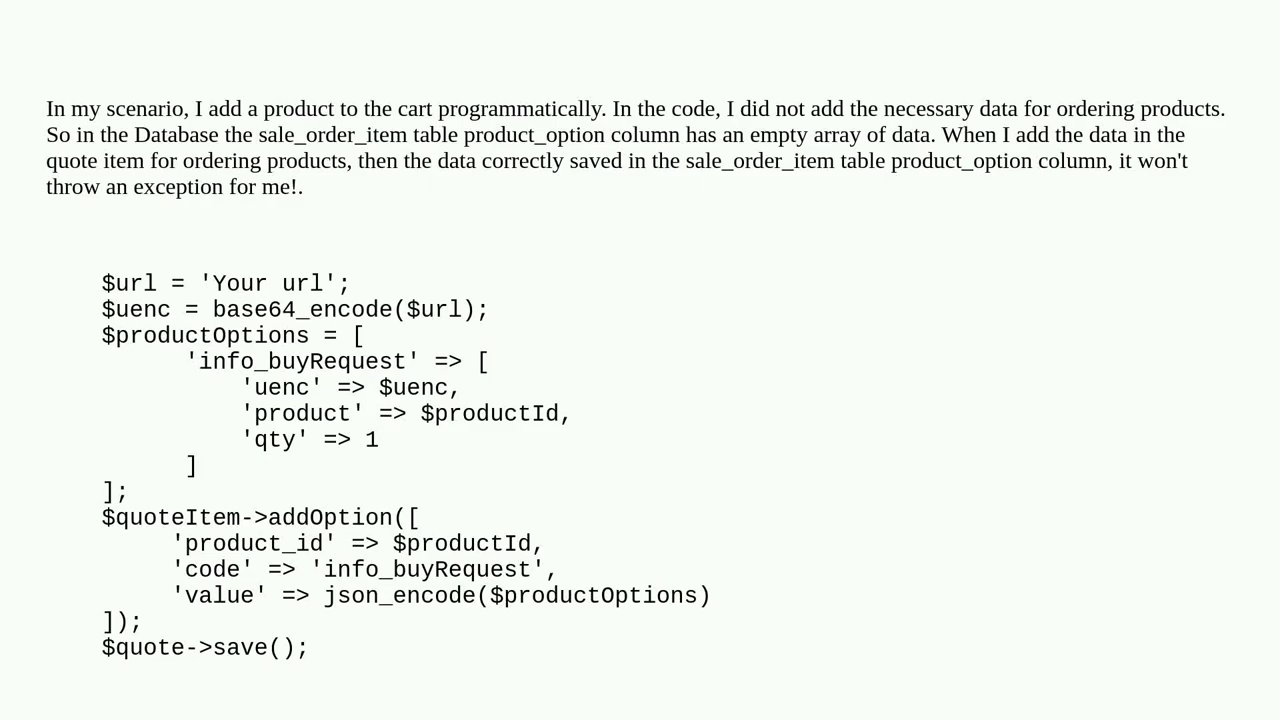 In my scenario, I add a product to the cart programmatically. In the code, I did not add the necessary data for ordering products.
So in the Database the sale_order_item table product_option column has an empty array of data. When I add the data in the
quote item for ordering products, then the data correctly saved in the sale_order_item table product_option column, it won't
throw an exception for me!.
$url = 'Your url';
$uenc = base64_encode($url);
$productOptions = [
'info_buyRequest' => [
'uenc' => $uenc,
'product' => $productId,
'qty' => 1
]
];
$quoteItem->addOption([
'product_id' => $productId,
'code' => 'info_buyRequest',
'value' => json_encode($productOptions)
]);
$quote->save();